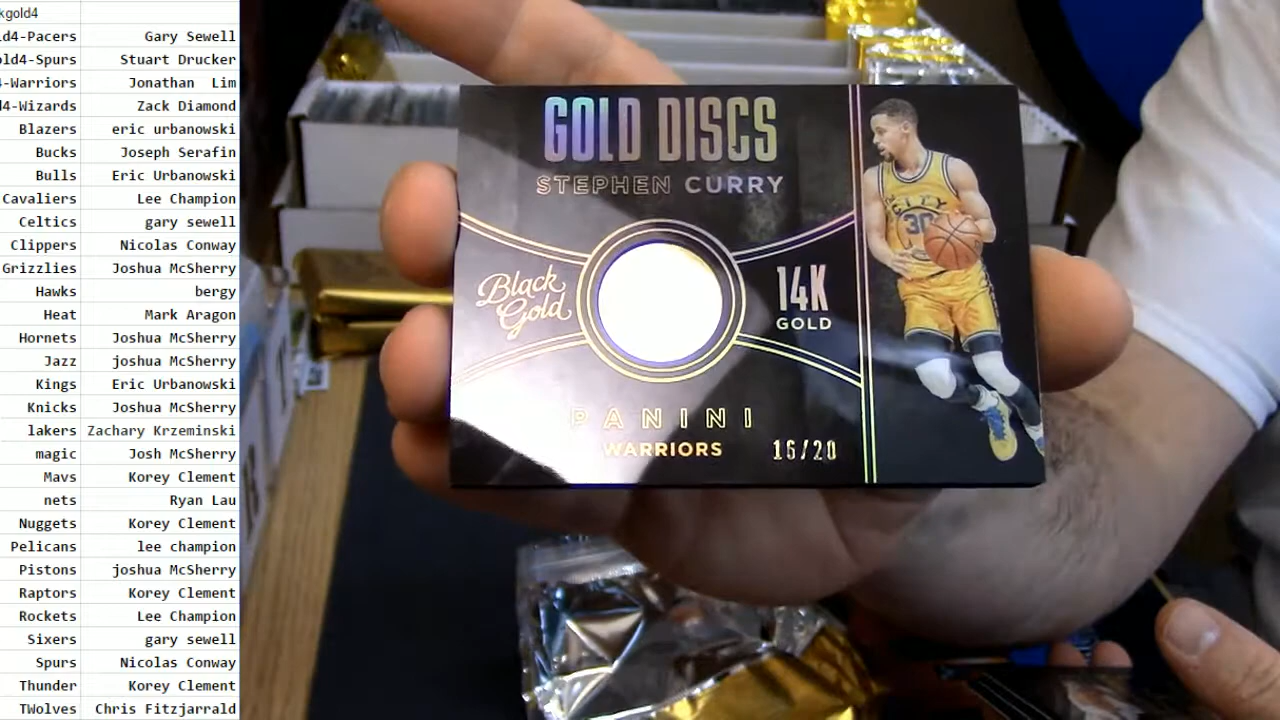 kgold4
ld4-Pacers Gary Sewell
old4-Spurs Stuart Drucker
4-Warriors Jonathan Lim
d4-Wizards Zack Diamond
Blazers eric urbanowski
Bucks Joseph Serafin
Bulls Eric Urbanowski
Cavaliers Lee Champion
Celtics gary sewell
Clippers Nicolas Conway
Grizzlies Joshua McSherry
Hawks bergy
Heat Mark Aragon
Hornets Joshua McSherry
Jazz joshua McSherry
Kings Eric Urbanowski
Knicks Joshua McSherry
lakers Zachary Krzeminski
magic Josh McSherry
Mavs Korey Clement
nets Ryan Lau
Nuggets Korey Clement
Pelicans lee champion
Pistons joshua McSherry
Raptors Korey Clement
Rockets Lee Champion
Sixers gary sewell
Spurs Nicolas Conway
Thunder Korey Clement
TWolves Chris Fitzjarrald
GOLD DISCS
STEPHEN CURRY
Black
Gold
14K
GOLD
PANINI
WARRIORS
16/20
CITY
30